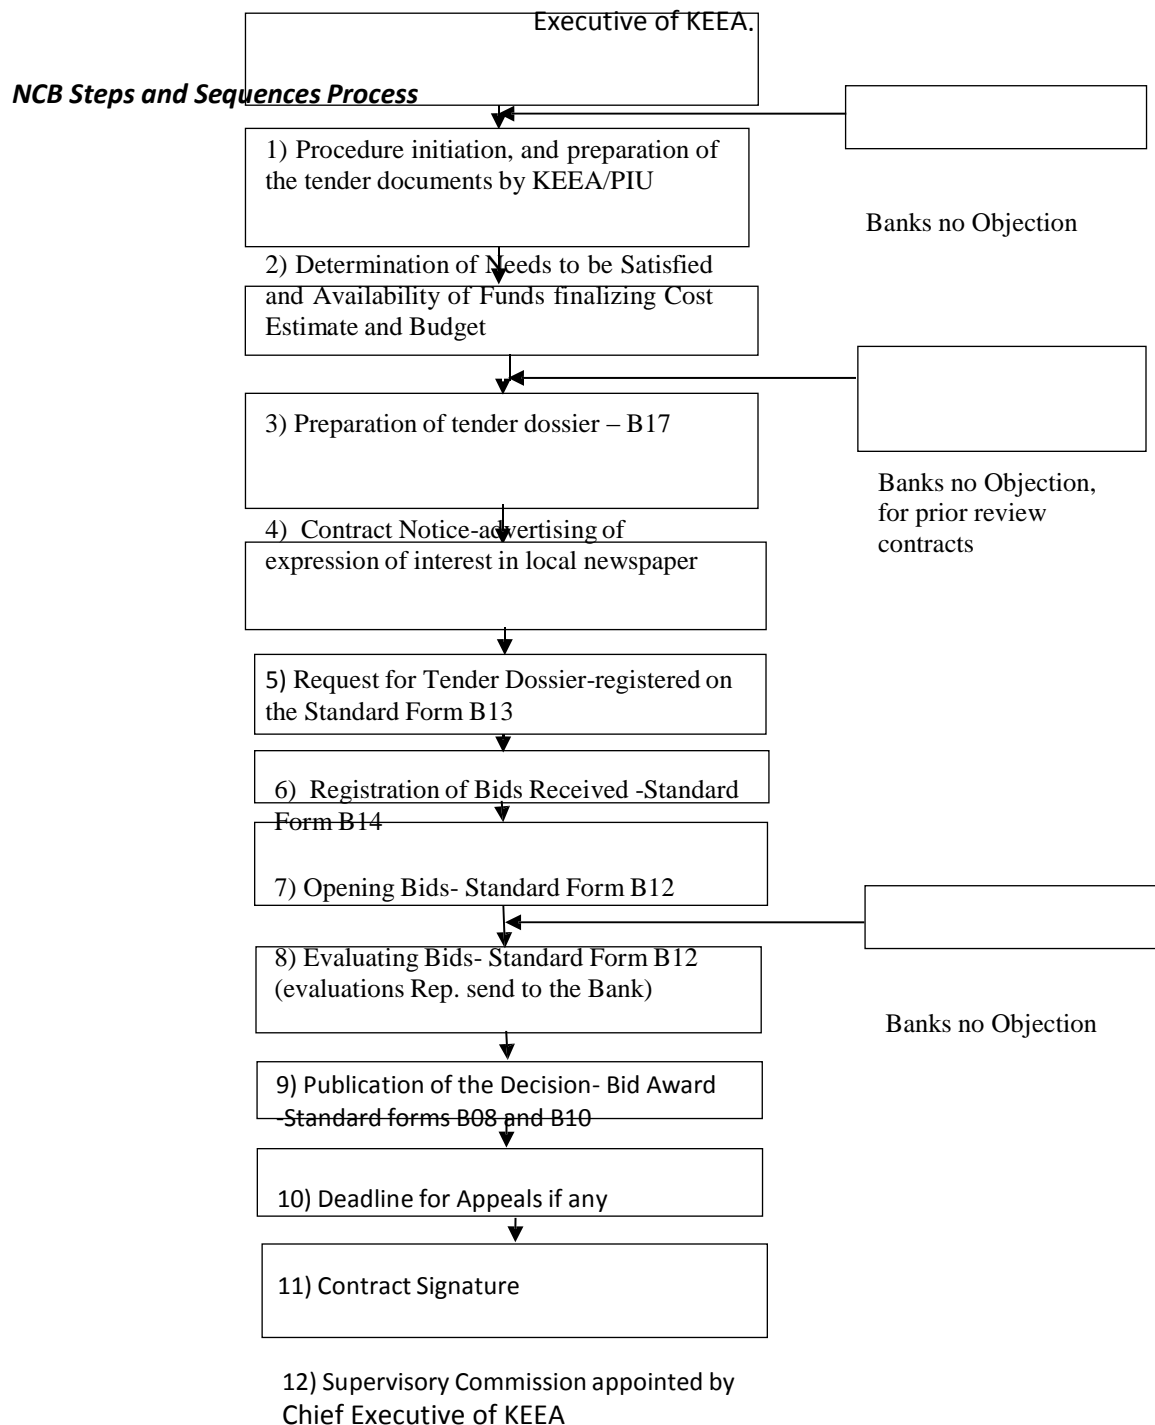 Executive of KEEA.
NCB Steps and Sequences Process
1) Procedure initiation, and preparation of
the tender documents by KEEA/PIU
Banks no Objection
2) Determination of Needs to be Satisfied
and Availability of Funds finalizing Cost
Estimate and Budget
3) Preparation of tender dossier – B17
Banks no Objection,
for prior review
contracts
4) Contract Notice-advertising of
expression of interest in local newspaper
5) Request for Tender Dossier-registered on
the Standard Form B13
6) Registration of Bids Received -Standard
Form B14
7) Opening Bids- Standard Form B12
8) Evaluating Bids- Standard Form B12
(evaluations Rep. send to the Bank)
Banks no Objection
9) Publication of the Decision- Bid Award
-Standard forms B08 and B10
10) Deadline for Appeals if any
11) Contract Signature
12) Supervisory Commission appointed by
Chief Executive of KEEA